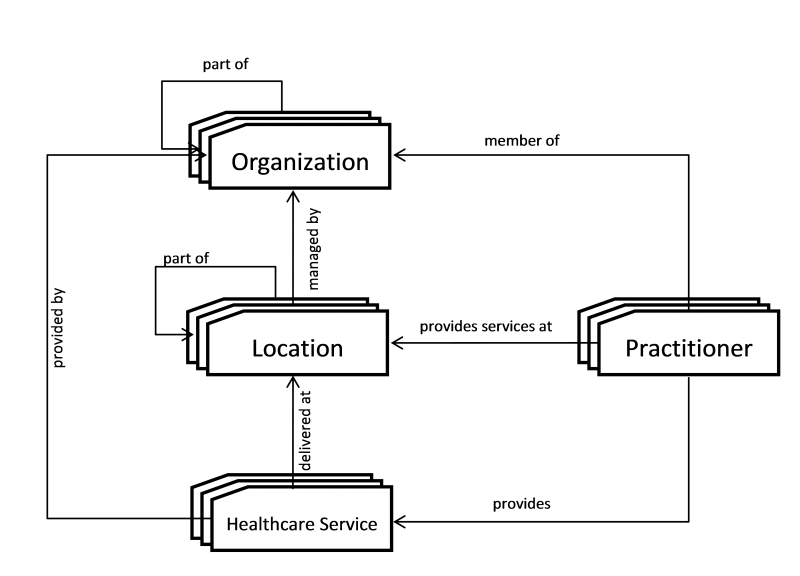 part of
Organization
member of
managed by
part of
provided by
Location
provides services at
Practitioner
delivered at
Healthcare Service
provides